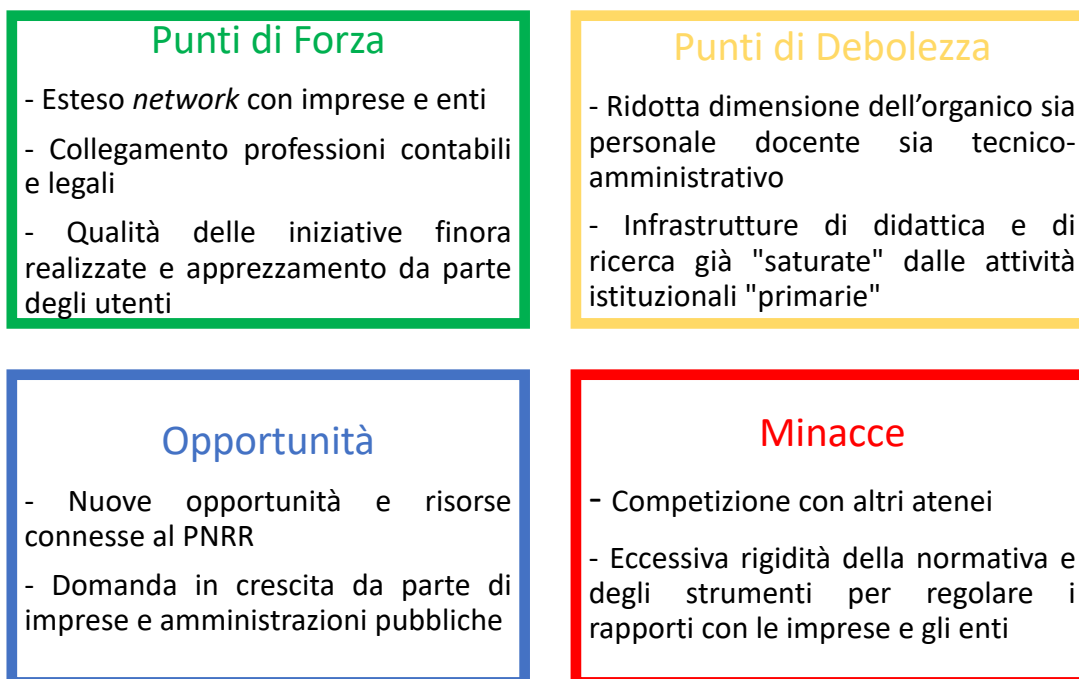 Punti di Forza
- Esteso network con imprese e enti
- Collegamento professioni contabili
e legali
- Qualità delle iniziative finora
realizzate e apprezzamento da parte
degli utenti
Punti di Debolezza
- Ridotta dimensione dell’organico sia
personale docente sia tecnico-
amministrativo
- Infrastrutture di didattica e di
ricerca già "saturate" dalle attività
istituzionali "primarie"
Opportunità
- Nuove opportunità e risorse
connesse al PNRR
- Domanda in crescita da parte di
imprese e amministrazioni pubbliche
Minacce
- Competizione con altri atenei
- Eccessiva rigidità della normativa e
degli strumenti per regolare i
rapporti con le imprese e gli enti